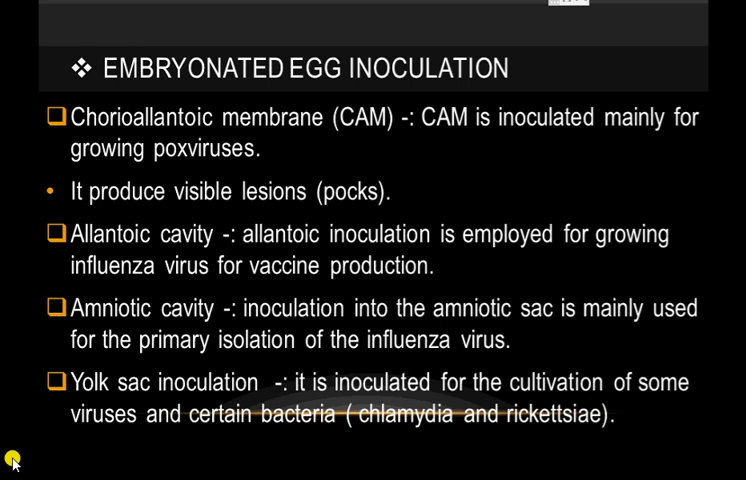 ❖ EMBRYONATED EGG INOCULATION
❑ Chorioallantoic membrane (CAM) -: CAM is inoculated mainly for
growing poxviruses.
• It produce visible lesions (pocks).
❑ Allantoic cavity -: allantoic inoculation is employed for growing
influenza virus for vaccine production.
❑ Amniotic cavity -: inoculation into the amniotic sac is mainly used
for the primary isolation of the influenza virus.
❑ Yolk sac inoculation -: it is inoculated for the cultivation of some
viruses and certain bacteria ( chlamydia and rickettsiae).